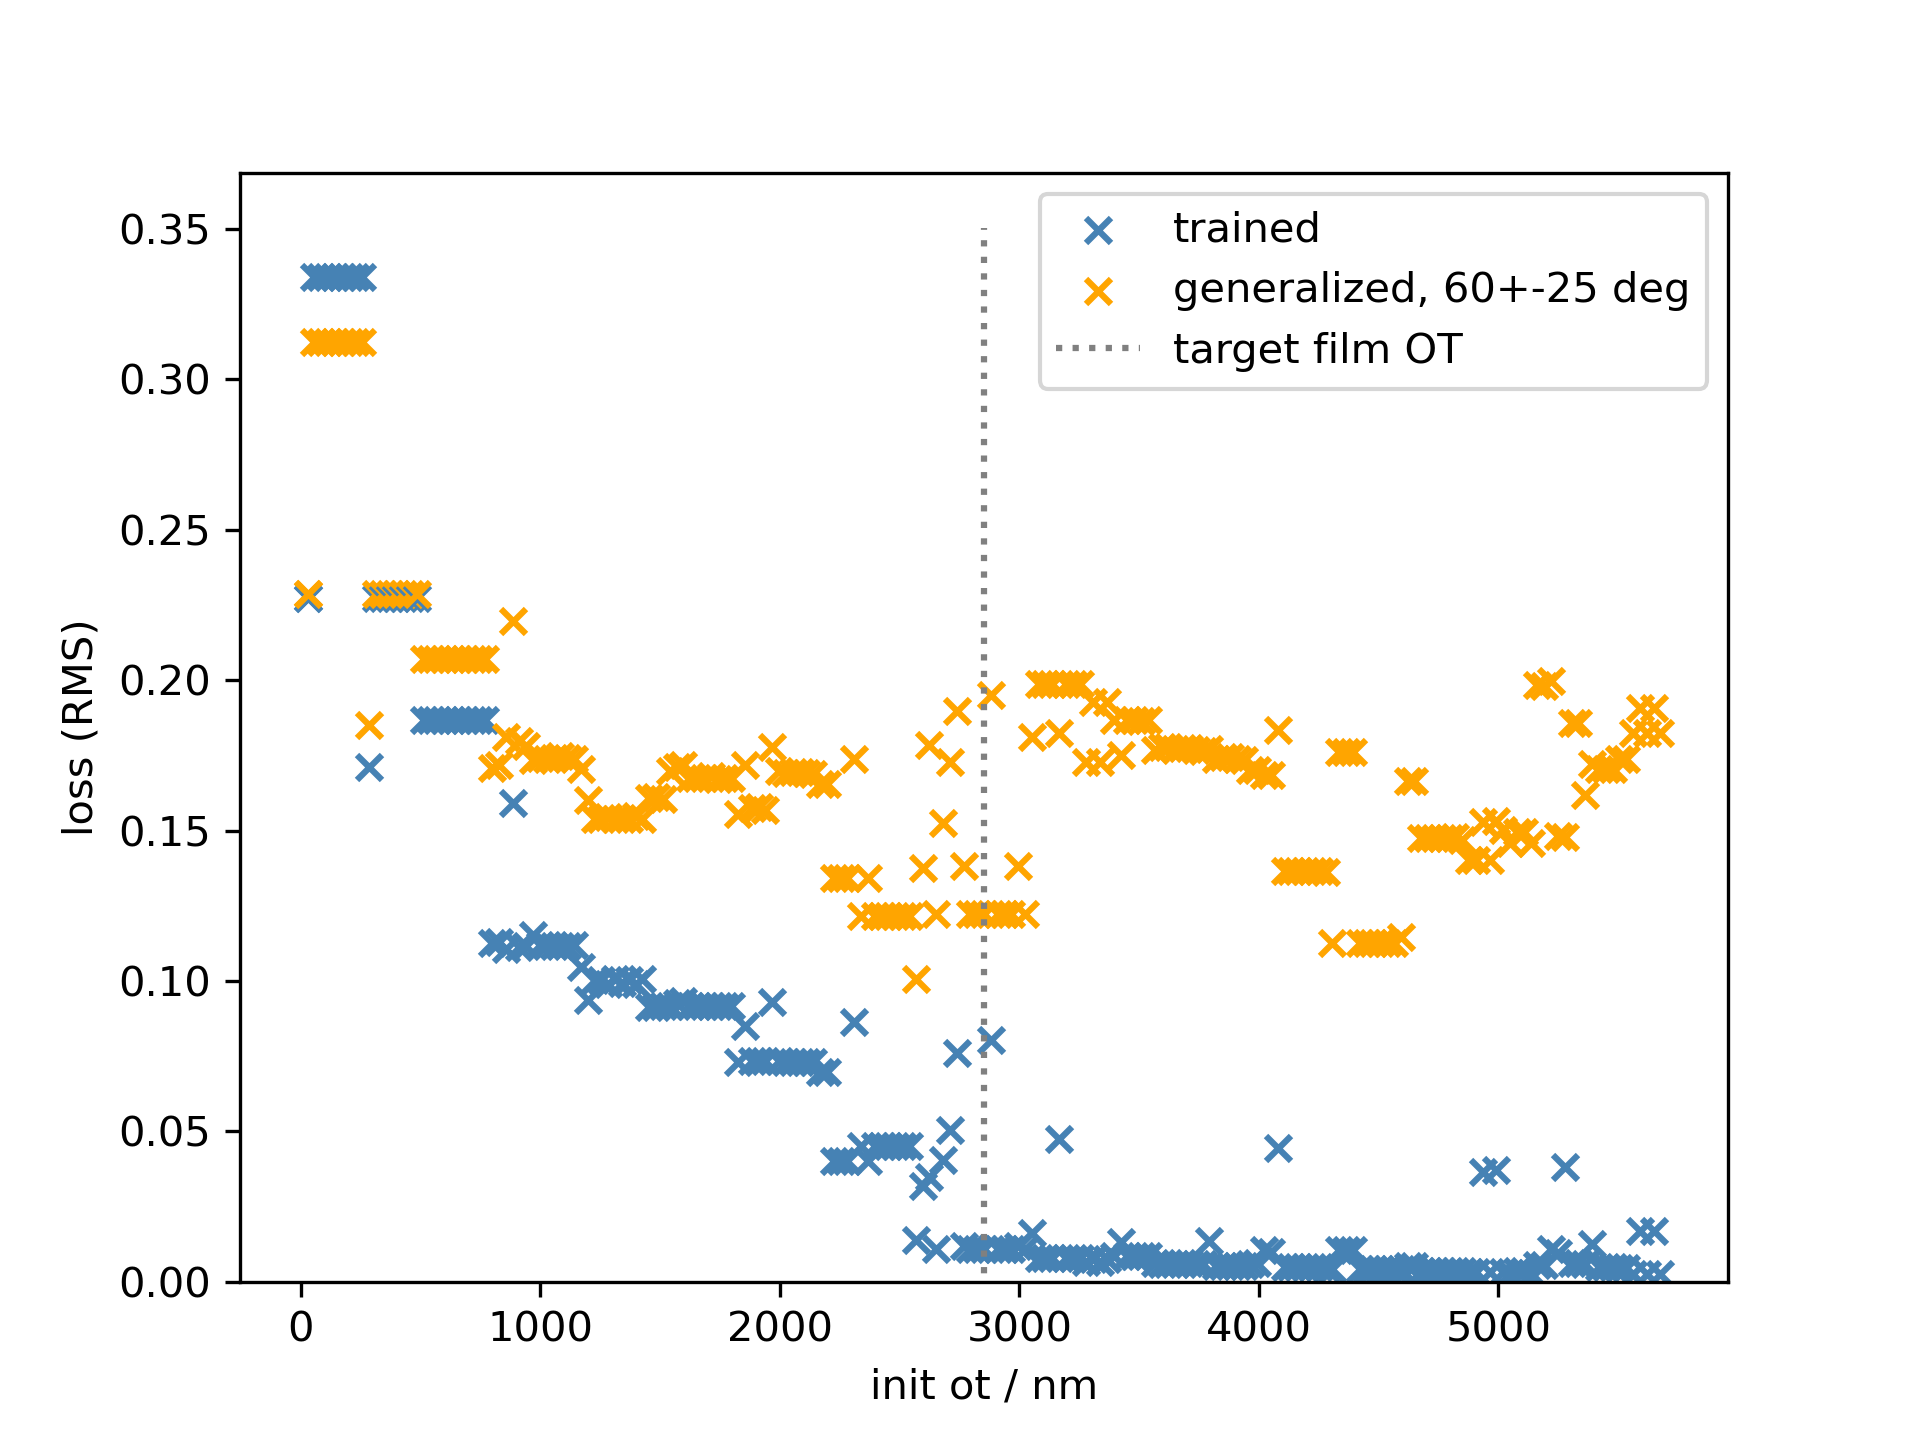 trained
generalized, 60+-25 deg
target film OT
loss (RMS)
0.35
0.30
0.25
0.20
0.15
0.10
0.05
0.00
0 1000 2000 3000 4000 5000
init ot / nm